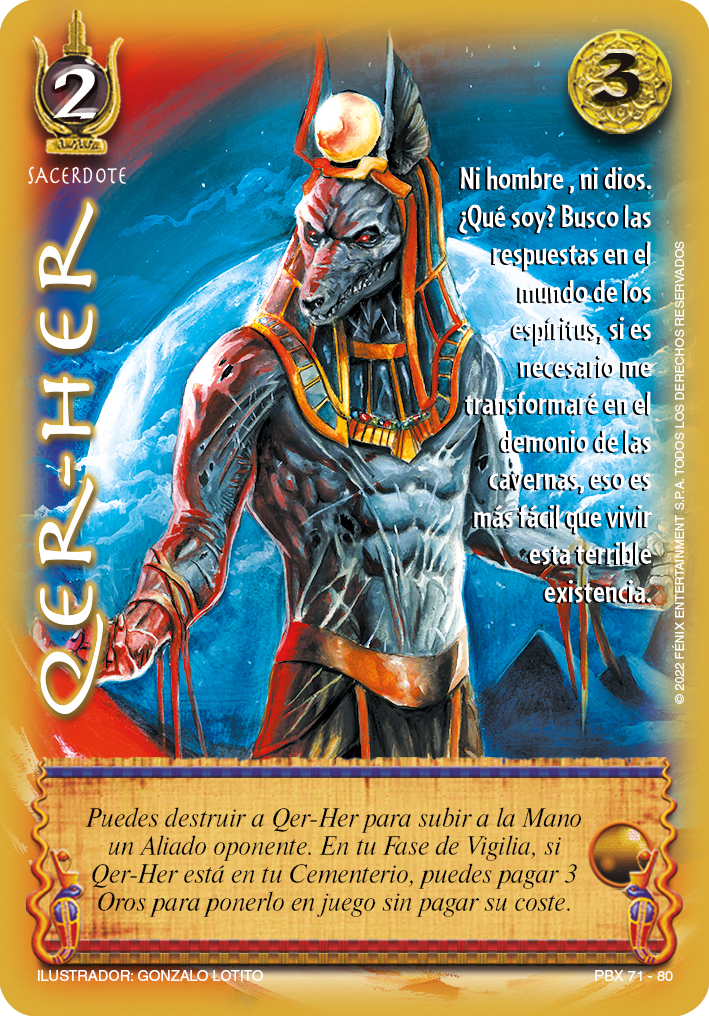 2
3
SACERDOTE
QER-HER
Ni hombre , ni dios.
¿Qué soy? Busco las
respuestas en el
mundo de los
espíritus, si es
necesario me
transformaré en el
demonio de las
cavernas, eso es
más fácil que vivir
esta terrible
existencia.
© 2022 FÉNIX ENTERTAINMENT S.P.A. TODOS LOS DERECHOS RESERVADOS
Puedes destruir a Qer-Her para subir a la Mano
un Aliado oponente. En tu Fase de Vigilia, si
Qer-Her está en tu Cementerio, puedes pagar 3
Oros para ponerlo en juego sin pagar su coste.
ILUSTRADOR: GONZALO LOTITO
PBX 71 - 80